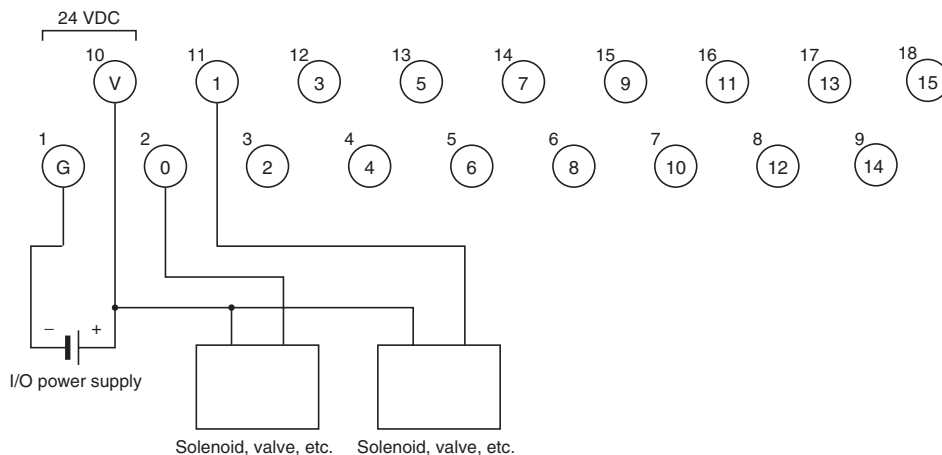 24 VDC
10 11 12 13 14 15 16 17 18
V 1 3 5 7 9 11 13 15
1 2 3 4 5 6 7 8 9
G 0 2 4 6 8 10 12 14
− +
I/O power supply
Solenoid, valve, etc. Solenoid, valve, etc.